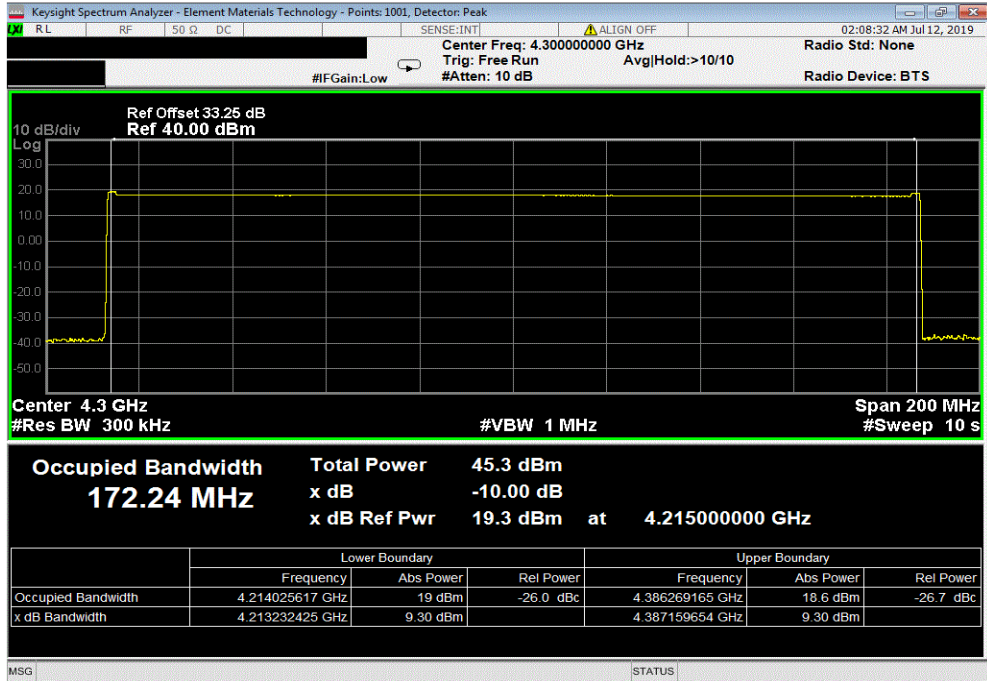 Keysight Spectrum Analyzer - Element Materials Technology - Points: 1001, Detector: Peak
LXI RL RF 50 Ω DC SENSE:INT ALIGN OFF 02:08:32 AM Jul 12, 2019
Center Freq: 4.300000000 GHz Radio Std: None
Trig: Free Run Avg|Hold:>10/10
#IFGain:Low #Atten: 10 dB Radio Device: BTS
Ref Offset 33.25 dB
10 dB/div Ref 40.00 dBm
Log
30.0
20.0
10.0
0.00
-10.0
-20.0
-30.0
-40.0
-50.0
Center 4.3 GHz Span 200 MHz
#Res BW 300 kHz #VBW 1 MHz #Sweep 10 s
Occupied Bandwidth Total Power 45.3 dBm
172.24 MHz x dB -10.00 dB
x dB Ref Pwr 19.3 dBm at 4.215000000 GHz
Lower Boundary Upper Boundary
Frequency Abs Power Rel Power Frequency Abs Power Rel Power
Occupied Bandwidth 4.214025617 GHz 19 dBm -26.0 dBc 4.386269165 GHz 18.6 dBm -26.7 dBc
x dB Bandwidth 4.213232425 GHz 9.30 dBm 4.387159654 GHz 9.30 dBm
MSG STATUS